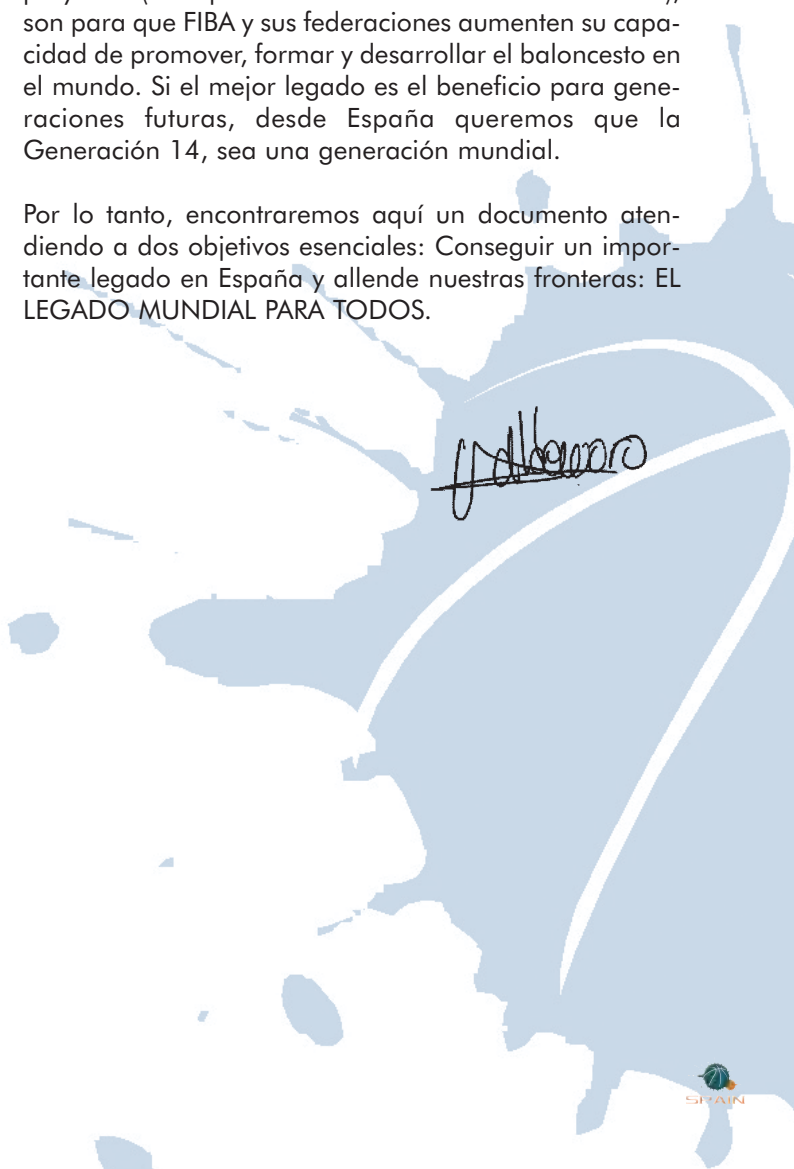 son para que FIBA y sus federaciones aumenten su capa-
cidad de promover, formar y desarrollar el baloncesto en
el mundo. Si el mejor legado es el beneficio para gene-
raciones futuras, desde España queremos que la
Generación 14, sea una generación mundial.
Por lo tanto, encontraremos aquí un documento aten-
diendo a dos objetivos esenciales: Conseguir un impor-
tante legado en España y allende nuestras fronteras: EL
LEGADO MUNDIAL PARA TODOS.
SPAIN